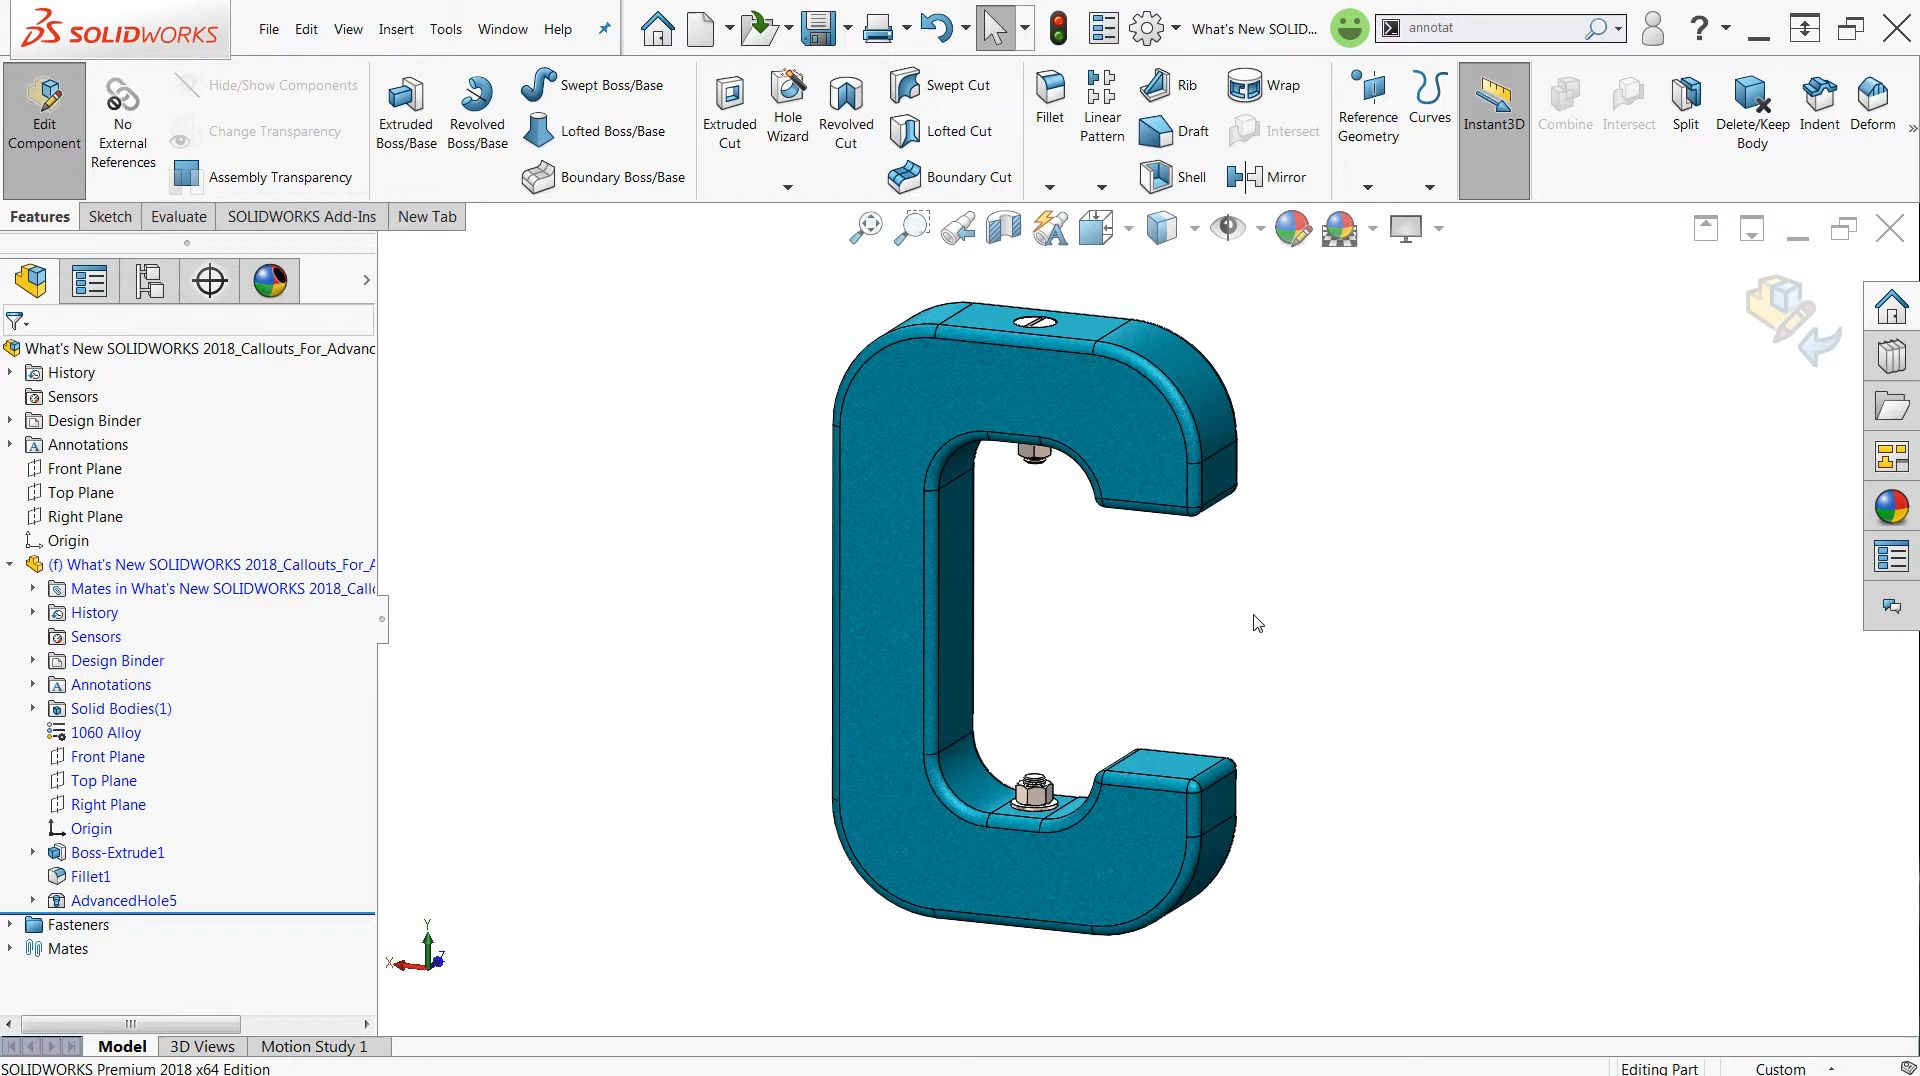 SOLIDWORKS
File Edit View Insert Tools Window Help
What's New SOLID...
annotat
?
Edit Component
No External References
Hide/Show Components
Change Transparency
Assembly Transparency
Extruded Boss/Base
Revolved Boss/Base
Swept Boss/Base
Lofted Boss/Base
Boundary Boss/Base
Extruded Cut
Hole Wizard
Revolved Cut
Swept Cut
Lofted Cut
Boundary Cut
Fillet
Linear Pattern
Rib
Draft
Shell
Wrap
Intersect
Mirror
Reference Geometry
Curves
Instant3D
Combine
Intersect
Split
Delete/Keep Body
Indent
Deform
Features Sketch Evaluate SOLIDWORKS Add-Ins New Tab
What's New SOLIDWORKS 2018_Callouts_For_Advanc
History
Sensors
Design Binder
Annotations
Front Plane
Top Plane
Right Plane
Origin
(f) What's New SOLIDWORKS 2018_Callouts_For_A
Mates in What's New SOLIDWORKS 2018_Callo
History
Sensors
Design Binder
Annotations
Solid Bodies(1)
1060 Alloy
Front Plane
Top Plane
Right Plane
Origin
Boss-Extrude1
Fillet1
AdvancedHole5
Fasteners
Mates
Y
X
Z
Model 3D Views Motion Study 1
SOLIDWORKS Premium 2018 x64 Edition
Editing Part
Custom